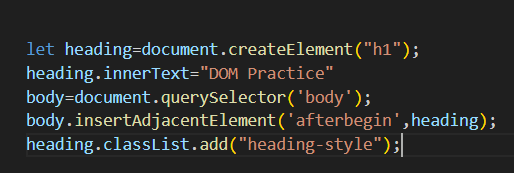 let heading=document.createElement("h1");
heading.innerText="DOM Practice"
body=document.querySelector('body');
body.insertAdjacentElement('afterbegin',heading);
heading.classList.add("heading-style");